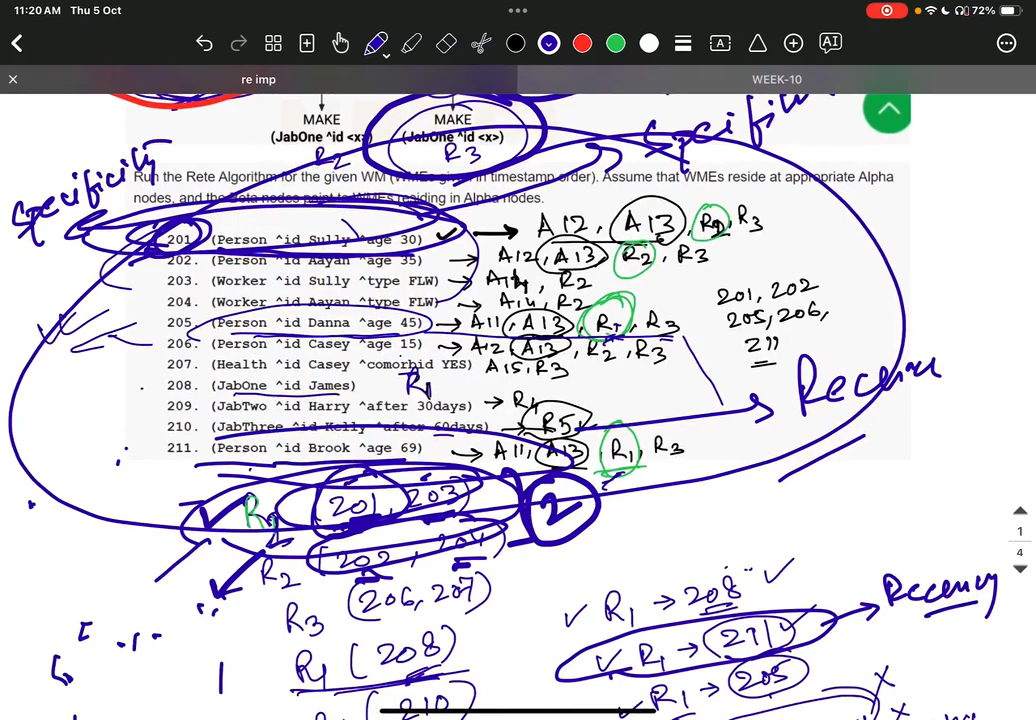 11:20 AM Thu 5 Oct
72%
A
AI
re imp
WEEK-10
MAKE
MAKE
(JabOne ^id <x>)
(JabOne ^id <x>)
R2
R3
Specificity
Specificity
Run the Rete Algorithm for the given WM (WMEs given in timestamp order). Assume that WMEs reside at appropriate Alpha
nodes, and the Beta nodes point to WMEs residing in Alpha nodes.
201. (Person ^id Sully ^age 30) A12, A13, R2, R3
202. (Person ^id Aayan ^age 35) A12, A13, R2, R3
203. (Worker ^id Sully ^type FLW) A14, R2
204. (Worker ^id Aayan ^type FLW) A14, R2
205. (Person ^id Danna ^age 45) A11, A13, R1, R3
206. (Person ^id Casey ^age 15) A12, A13, R2, R3
207. (Health ^id Casey ^comorbid YES) A15, R3
208. (JabOne ^id James) R1
209. (JabTwo ^id Harry ^after 30days) R4
210. (JabThree ^id Kelly ^after 60days) R5
211. (Person ^id Brook ^age 69) A11, A13, R1, R3
201, 202
205, 206,
211
(201, 203)
2
R2 (202, 204)
R3 (206, 207)
R1 → 208
R1 → 211
Recency
R1 → 205
R4 (208)
(210)
1
4